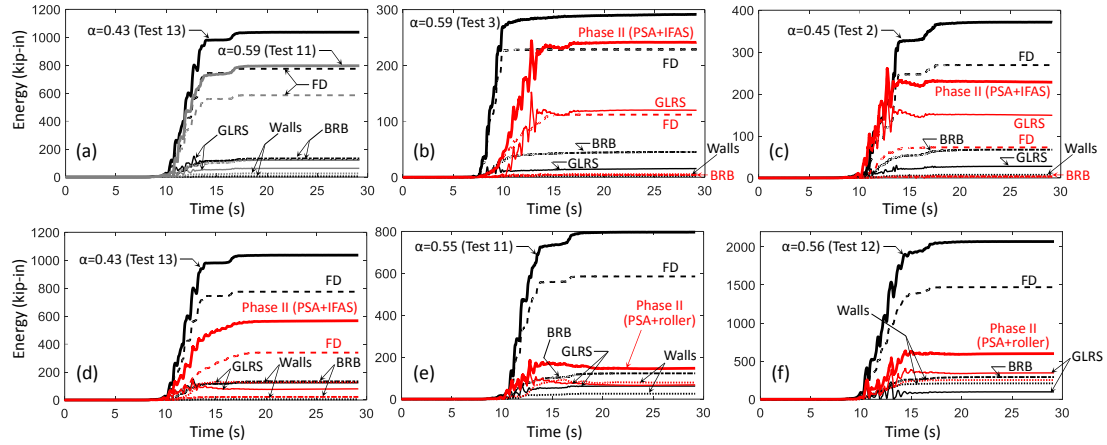 1200
1000
800
600
400
200
0
Energy (kip-in)
α=0.43 (Test 13)
α=0.59 (Test 11)
FD
GLRS
Walls
BRB
(a)
0 5 10 15 20 25 30
Time (s)
300
200
100
0
α=0.59 (Test 3)
Phase II (PSA+IFAS)
FD
GLRS
FD
BRB
GLRS
Walls
BRB
(b)
0 5 10 15 20 25 30
Time (s)
400
300
200
100
0
α=0.45 (Test 2)
FD
Phase II (PSA+IFAS)
GLRS
FD
BRB
Walls
GLRS
BRB
(c)
0 5 10 15 20 25 30
Time (s)
1200
1000
800
600
400
200
0
Energy (kip-in)
α=0.43 (Test 13)
FD
Phase II (PSA+IFAS)
FD
GLRS
Walls
BRB
(d)
0 5 10 15 20 25 30
Time (s)
800
600
400
200
0
α=0.55 (Test 11)
FD
Phase II
(PSA+roller)
BRB
GLRS
Walls
(e)
0 5 10 15 20 25 30
Time (s)
2000
1500
1000
500
0
α=0.56 (Test 12)
FD
Walls
Phase II
(PSA+roller)
GLRS
BRB
(f)
0 5 10 15 20 25 30
Time (s)